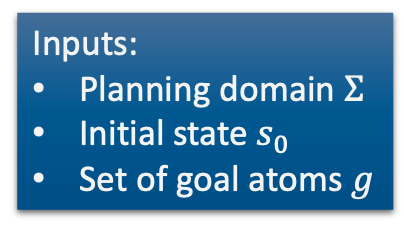 Inputs:
• Planning domain Σ
• Initial state s₀
• Set of goal atoms g